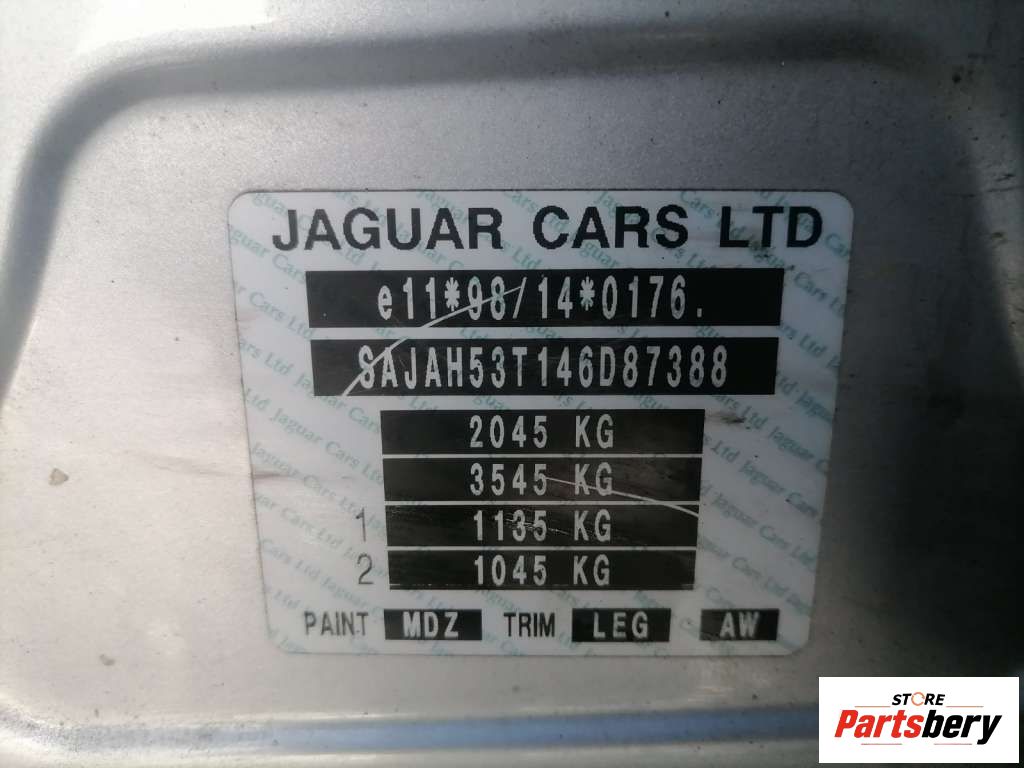 JAGUAR CARS LTD
e11*98/14*0176.
SAJAH53T146D87388
2045 KG
3545 KG
1 1135 KG
2 1045 KG
PAINT MDZ TRIM LEG AW
STORE
Partsbery